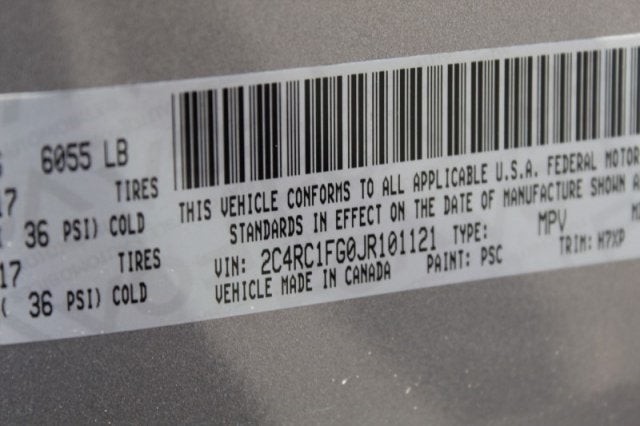 6055 LB
17 TIRES
( 36 PSI) COLD
17 TIRES
( 36 PSI) COLD
THIS VEHICLE CONFORMS TO ALL APPLICABLE U.S.A. FEDERAL MOTOR
STANDARDS IN EFFECT ON THE DATE OF MANUFACTURE SHOWN
VIN: 2C4RC1FG0JR101121 TYPE: MPV
VEHICLE MADE IN CANADA PAINT: PSC TRIM: H7XP